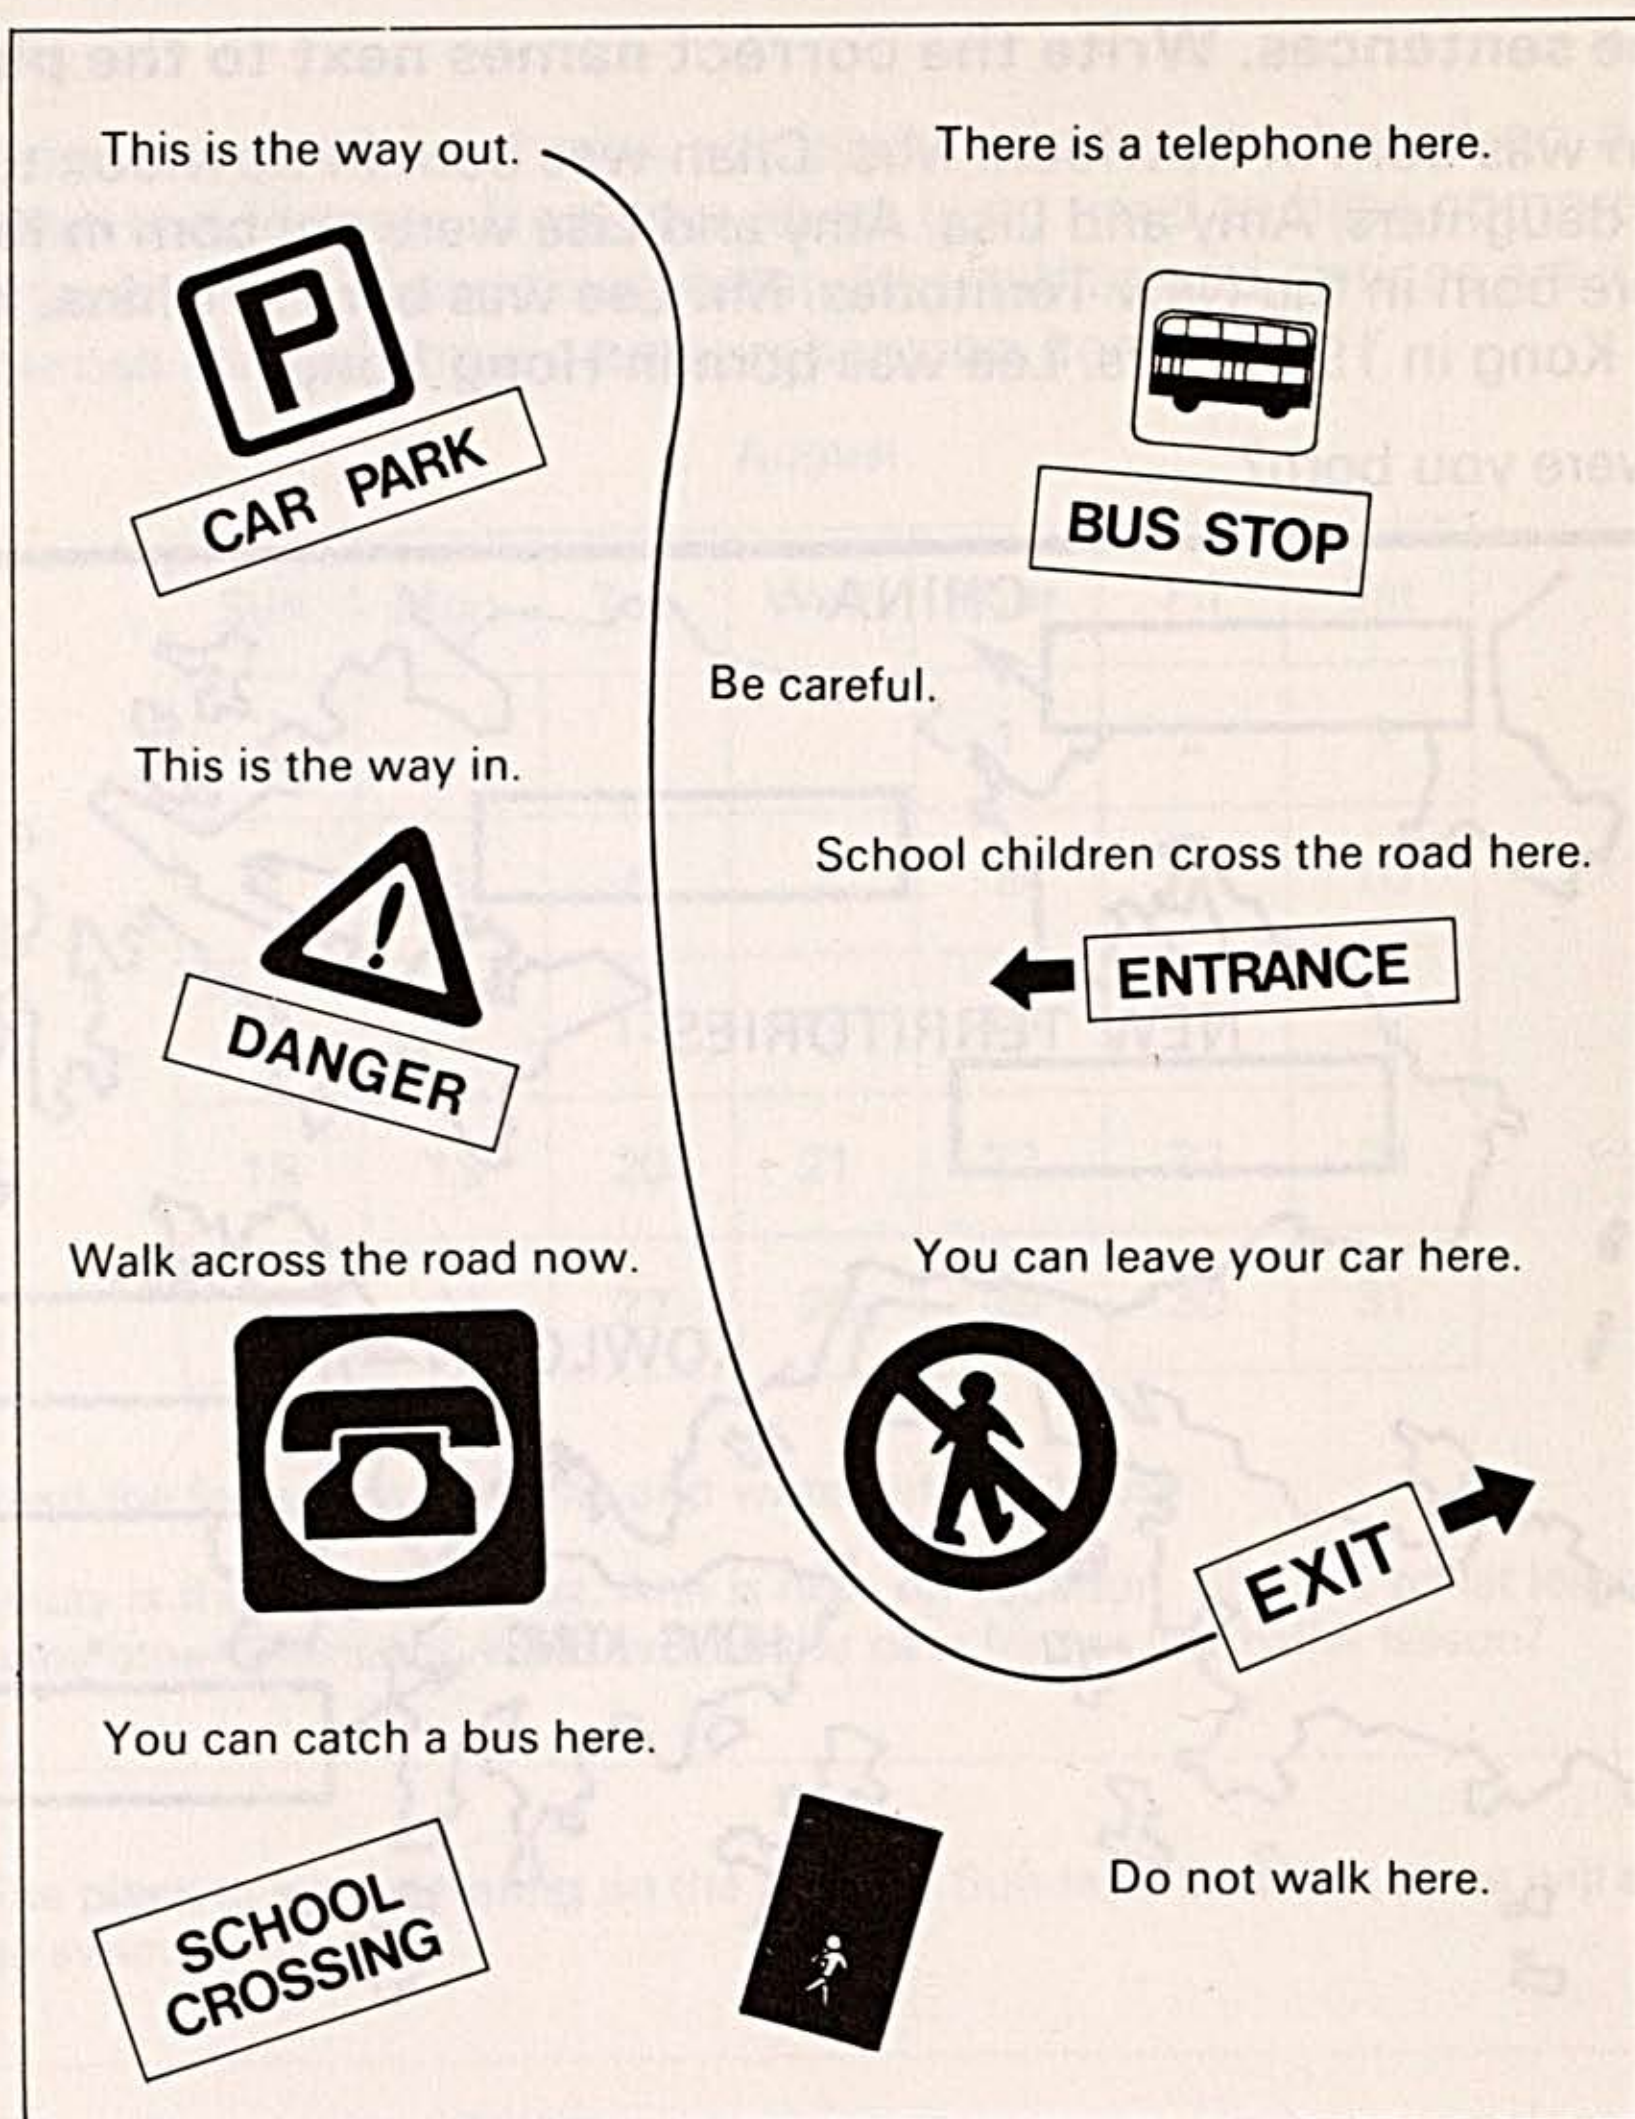 This is the way out.
There is a telephone here.
P
CAR PARK
BUS STOP
Be careful.
This is the way in.
School children cross the road here.
!
DANGER
ENTRANCE
Walk across the road now.
You can leave your car here.
EXIT
You can catch a bus here.
SCHOOL
CROSSING
Do not walk here.